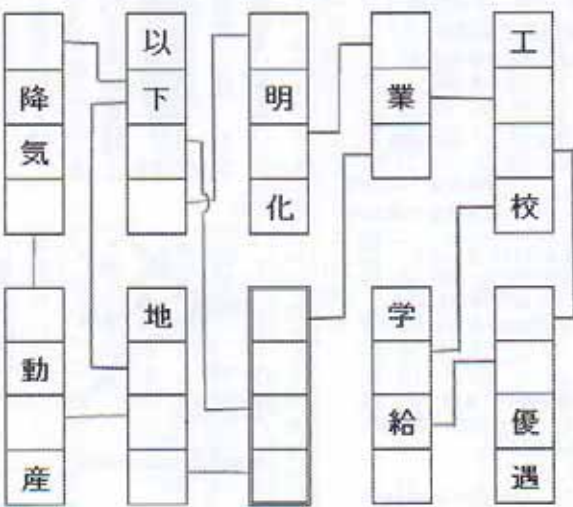 降
気
以
下
明
化
業
工
校
動
産
地
学
給
優
遇